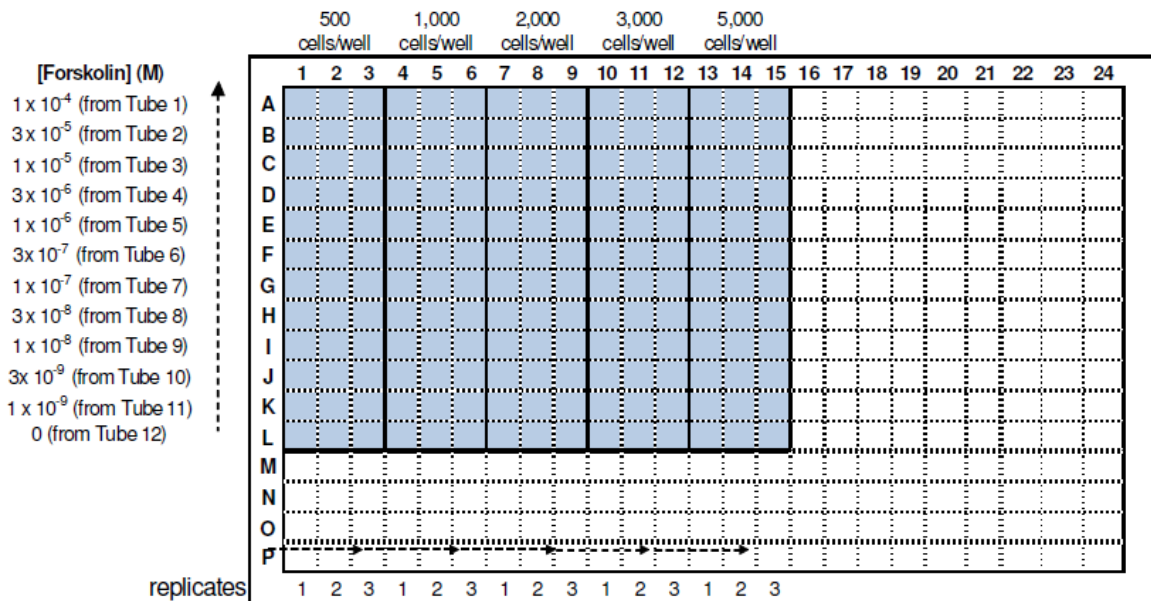 500 1,000 2,000 3,000 5,000
cells/well cells/well cells/well cells/well cells/well
[Forskolin] (M) 1 2 3 4 5 6 7 8 9 10 11 12 13 14 15 16 17 18 19 20 21 22 23 24
1 x 10⁻⁴ (from Tube 1) A
3 x 10⁻⁵ (from Tube 2) B
1 x 10⁻⁵ (from Tube 3) C
3 x 10⁻⁶ (from Tube 4) D
1 x 10⁻⁶ (from Tube 5) E
3x 10⁻⁷ (from Tube 6) F
1 x 10⁻⁷ (from Tube 7) G
3 x 10⁻⁸ (from Tube 8) H
1 x 10⁻⁸ (from Tube 9) I
3x 10⁻⁹ (from Tube 10) J
1 x 10⁻⁹ (from Tube 11) K
0 (from Tube 12) L
M
N
O
P
replicates 1 2 3 1 2 3 1 2 3 1 2 3 1 2 3